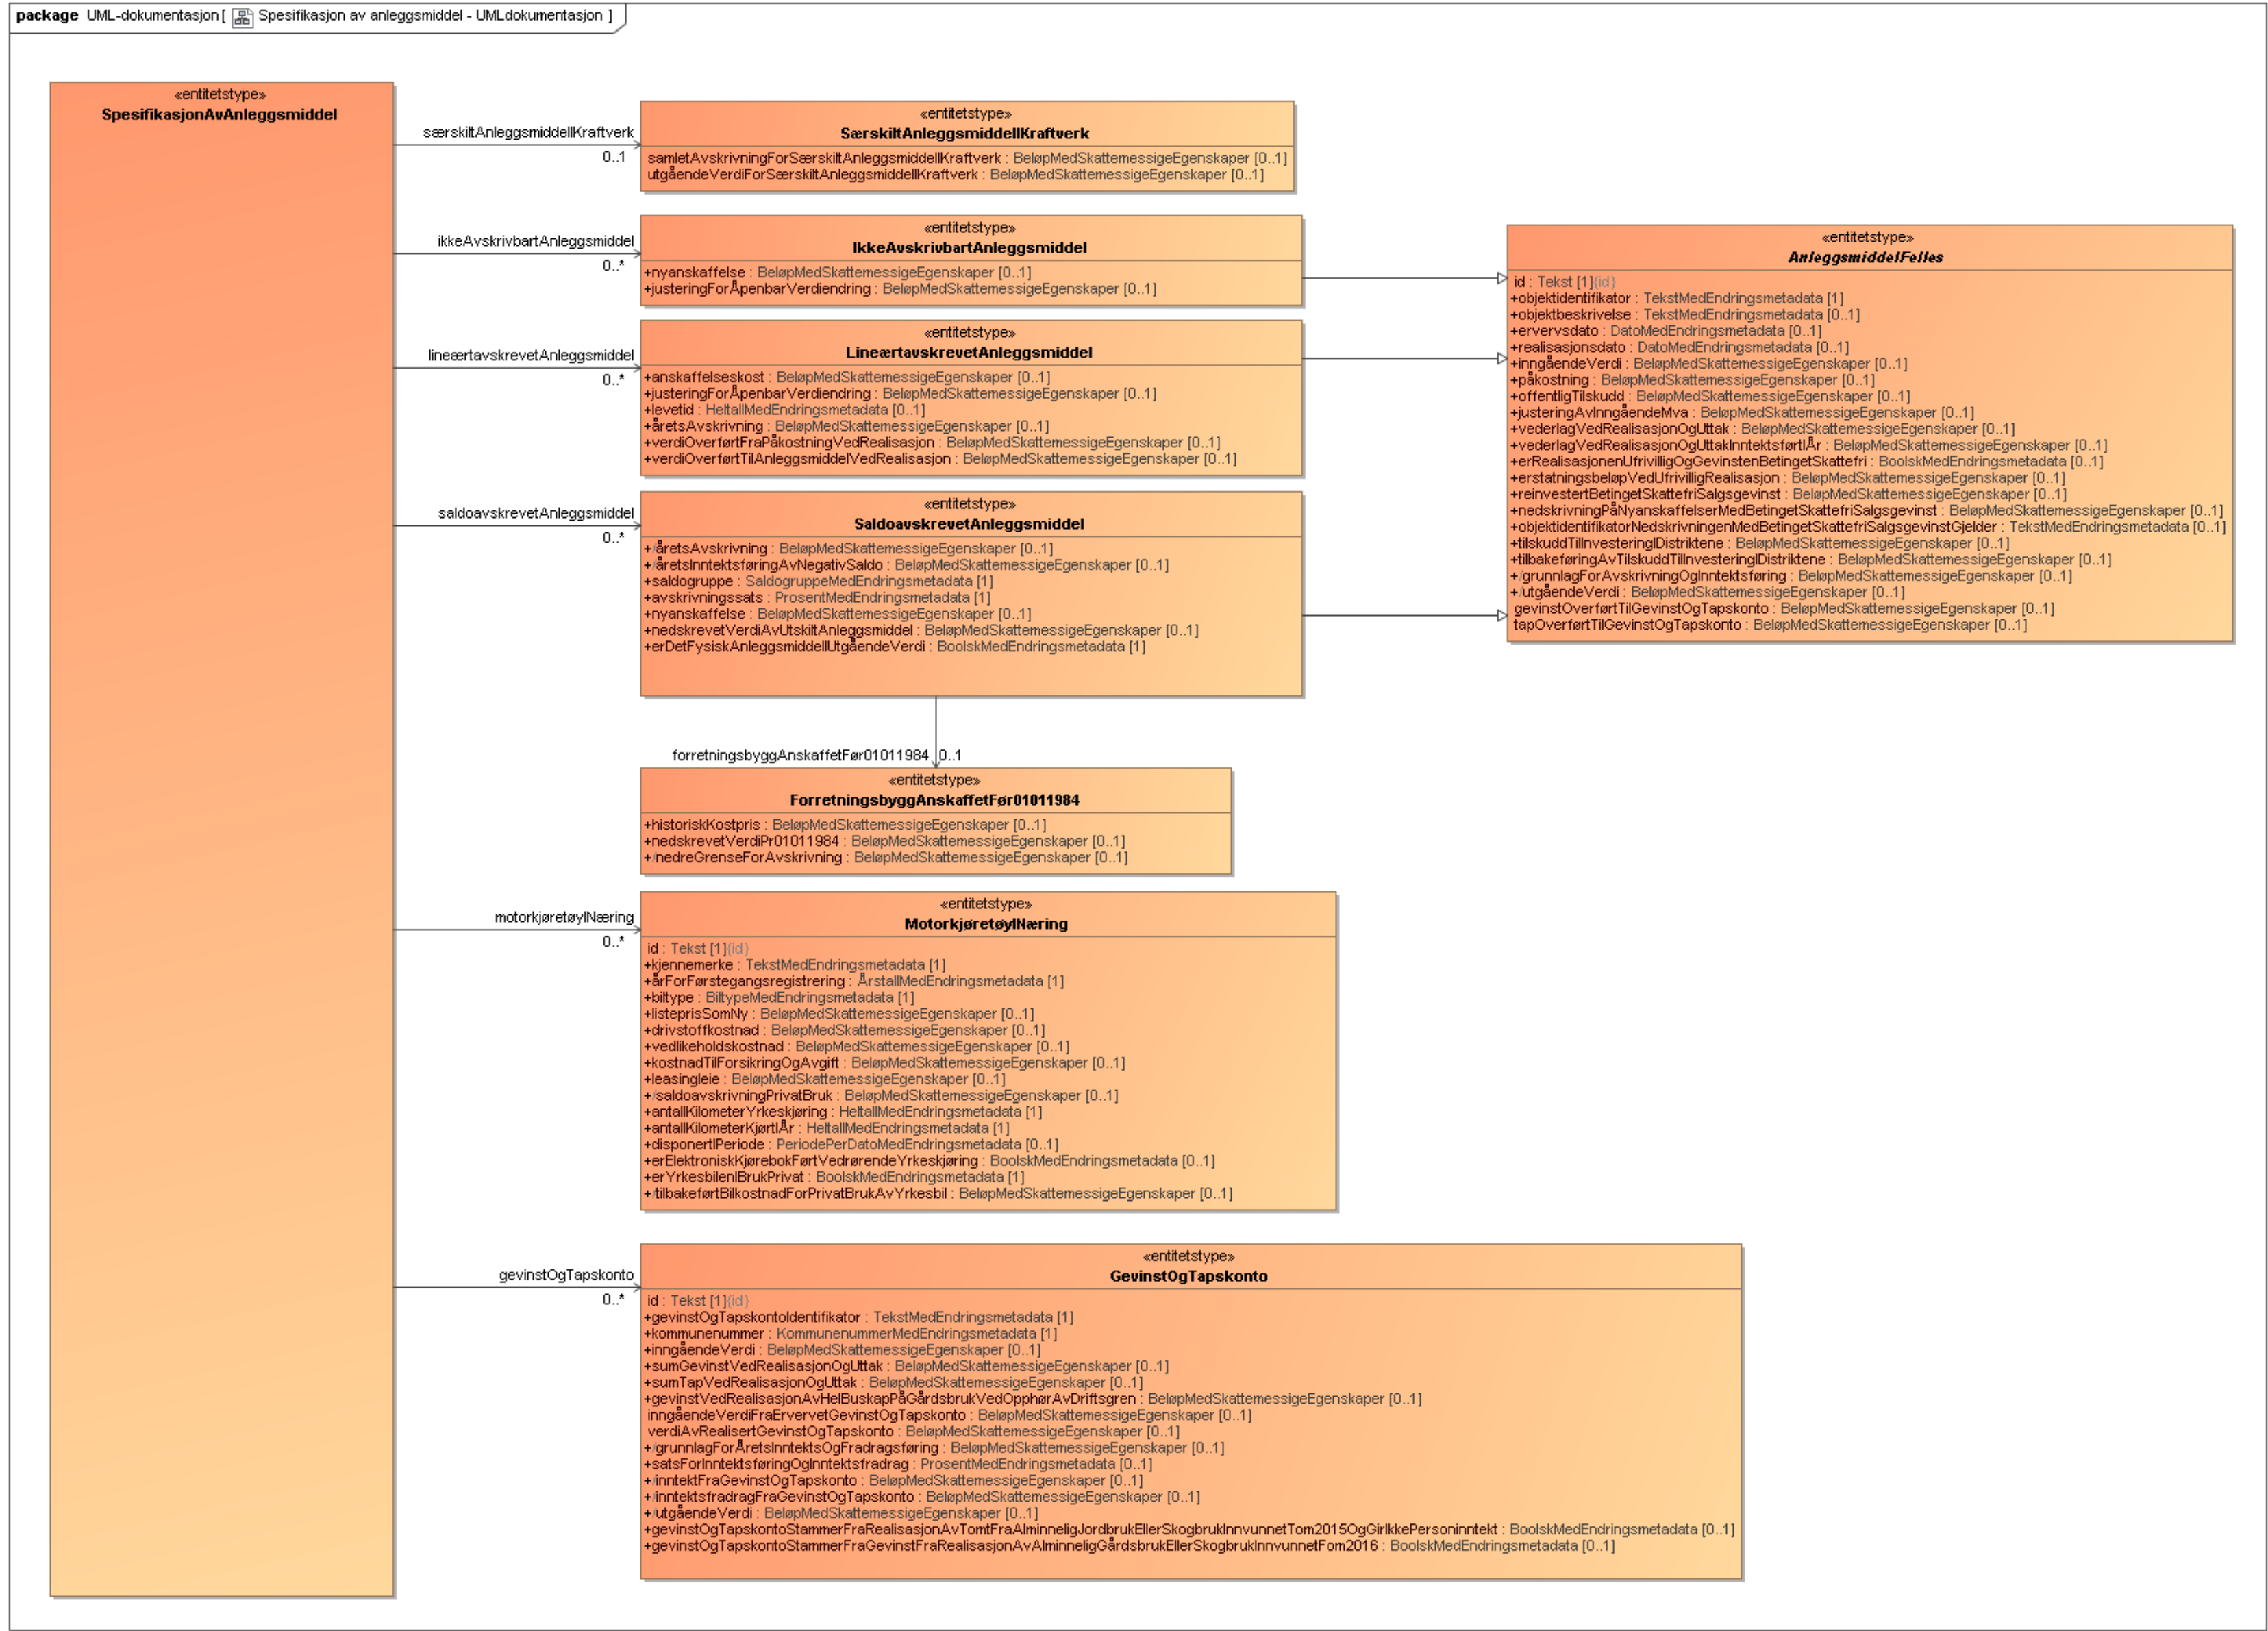 package UML-dokumentasjon [ Spesifikasjon av anleggsmiddel - UMLdokumentasjon ]
«entitetstype»
SpesifikasjonAvAnleggsmiddel
særskiltAnleggsmiddelIKraftverk
0..1
«entitetstype»
SærskiltAnleggsmiddelIKraftverk
samletAvskrivningForSærskiltAnleggsmiddelIKraftverk : BeløpMedSkattemessigeEgenskaper [0..1]
utgåendeVerdiForSærskiltAnleggsmiddelIKraftverk : BeløpMedSkattemessigeEgenskaper [0..1]
ikkeAvskrivbartAnleggsmiddel
0..*
«entitetstype»
IkkeAvskrivbartAnleggsmiddel
+nyanskaffelse : BeløpMedSkattemessigeEgenskaper [0..1]
+justeringForÅpenbarVerdiendring : BeløpMedSkattemessigeEgenskaper [0..1]
lineærtavskrevetAnleggsmiddel
0..*
«entitetstype»
LineærtavskrevetAnleggsmiddel
+anskaffelseskost : BeløpMedSkattemessigeEgenskaper [0..1]
+justeringForÅpenbarVerdiendring : BeløpMedSkattemessigeEgenskaper [0..1]
+levetid : HeltallMedEndringsmetadata [0..1]
+åretsAvskrivning : BeløpMedSkattemessigeEgenskaper [0..1]
+verdiOverførtFraPåkostningVedRealisasjon : BeløpMedSkattemessigeEgenskaper [0..1]
+verdiOverførtTilAnleggsmiddelVedRealisasjon : BeløpMedSkattemessigeEgenskaper [0..1]
saldoavskrevetAnleggsmiddel
0..*
«entitetstype»
SaldoavskrevetAnleggsmiddel
+/åretsAvskrivning : BeløpMedSkattemessigeEgenskaper [0..1]
+/åretsInntektsføringAvNegativSaldo : BeløpMedSkattemessigeEgenskaper [0..1]
+saldogruppe : SaldogruppeMedEndringsmetadata [1]
+avskrivningssats : ProsentMedEndringsmetadata [1]
+nyanskaffelse : BeløpMedSkattemessigeEgenskaper [0..1]
+nedskrevetVerdiAvUtskiltAnleggsmiddel : BeløpMedSkattemessigeEgenskaper [0..1]
+erDetFysiskAnleggsmiddelIUtgåendeVerdi : BoolskMedEndringsmetadata [1]
«entitetstype»
AnleggsmiddelFelles
id : Tekst [1]{id}
+objektidentifikator : TekstMedEndringsmetadata [1]
+objektbeskrivelse : TekstMedEndringsmetadata [0..1]
+ervervsdato : DatoMedEndringsmetadata [0..1]
+realisasjonsdato : DatoMedEndringsmetadata [0..1]
+inngåendeVerdi : BeløpMedSkattemessigeEgenskaper [0..1]
+påkostning : BeløpMedSkattemessigeEgenskaper [0..1]
+offentligTilskudd : BeløpMedSkattemessigeEgenskaper [0..1]
+justeringAvInngåendeMva : BeløpMedSkattemessigeEgenskaper [0..1]
+vederlagVedRealisasjonOgUttak : BeløpMedSkattemessigeEgenskaper [0..1]
+vederlagVedRealisasjonOgUttakInntektsførtIÅr : BeløpMedSkattemessigeEgenskaper [0..1]
+erRealisasjonenUfrivilligOgGevinstenBetingetSkattefri : BoolskMedEndringsmetadata [0..1]
+erstatningsbeløpVedUfrivilligRealisasjon : BeløpMedSkattemessigeEgenskaper [0..1]
+reinvestertBetingetSkattefriSalgsgevinst : BeløpMedSkattemessigeEgenskaper [0..1]
+nedskrivningPåNyanskaffelserMedBetingetSkattefriSalgsgevinst : BeløpMedSkattemessigeEgenskaper [0..1]
+objektidentifikatorNedskrivningenMedBetingetSkattefriSalgsgevinstGjelder : TekstMedEndringsmetadata [0..1]
+tilskuddTilInvesteringIDistriktene : BeløpMedSkattemessigeEgenskaper [0..1]
+tilbakeføringAvTilskuddTilInvesteringIDistriktene : BeløpMedSkattemessigeEgenskaper [0..1]
+/grunnlagForAvskrivningOgInntektsføring : BeløpMedSkattemessigeEgenskaper [0..1]
+/utgåendeVerdi : BeløpMedSkattemessigeEgenskaper [0..1]
gevinstOverførtTilGevinstOgTapskonto : BeløpMedSkattemessigeEgenskaper [0..1]
tapOverførtTilGevinstOgTapskonto : BeløpMedSkattemessigeEgenskaper [0..1]
forretningsbyggAnskaffetFør01011984 0..1
«entitetstype»
ForretningsbyggAnskaffetFør01011984
+historiskKostpris : BeløpMedSkattemessigeEgenskaper [0..1]
+nedskrevetVerdiPr01011984 : BeløpMedSkattemessigeEgenskaper [0..1]
+/nedreGrenseForAvskrivning : BeløpMedSkattemessigeEgenskaper [0..1]
motorkjøretøyINæring
0..*
«entitetstype»
MotorkjøretøyINæring
id : Tekst [1]{id}
+kjennemerke : TekstMedEndringsmetadata [1]
+årForFørstegangsregistrering : ÅrstallMedEndringsmetadata [1]
+biltype : BiltypeMedEndringsmetadata [1]
+listeprisSomNy : BeløpMedSkattemessigeEgenskaper [0..1]
+drivstoffkostnad : BeløpMedSkattemessigeEgenskaper [0..1]
+vedlikeholdskostnad : BeløpMedSkattemessigeEgenskaper [0..1]
+kostnadTilForsikringOgAvgift : BeløpMedSkattemessigeEgenskaper [0..1]
+leasingleie : BeløpMedSkattemessigeEgenskaper [0..1]
+/saldoavskrivningPrivatBruk : BeløpMedSkattemessigeEgenskaper [0..1]
+antallKilometerYrkeskjøring : HeltallMedEndringsmetadata [1]
+antallKilometerKjørtIÅr : HeltallMedEndringsmetadata [1]
+disponertIPeriode : PeriodePerDatoMedEndringsmetadata [0..1]
+erElektroniskKjørebokFørtVedrørendeYrkeskjøring : BoolskMedEndringsmetadata [0..1]
+erYrkesbilenIBrukPrivat : BoolskMedEndringsmetadata [1]
+/tilbakeførtBilkostnadForPrivatBrukAvYrkesbil : BeløpMedSkattemessigeEgenskaper [0..1]
gevinstOgTapskonto
0..*
«entitetstype»
GevinstOgTapskonto
id : Tekst [1]{id}
+gevinstOgTapskontoIdentifikator : TekstMedEndringsmetadata [1]
+kommunenummer : KommunenummerMedEndringsmetadata [1]
+inngåendeVerdi : BeløpMedSkattemessigeEgenskaper [0..1]
+sumGevinstVedRealisasjonOgUttak : BeløpMedSkattemessigeEgenskaper [0..1]
+sumTapVedRealisasjonOgUttak : BeløpMedSkattemessigeEgenskaper [0..1]
+gevinstVedRealisasjonAvHelBuskapPåGårdsbrukVedOpphørAvDriftsgren : BeløpMedSkattemessigeEgenskaper [0..1]
inngåendeVerdiFraErvervetGevinstOgTapskonto : BeløpMedSkattemessigeEgenskaper [0..1]
verdiAvRealisertGevinstOgTapskonto : BeløpMedSkattemessigeEgenskaper [0..1]
+/grunnlagForÅretsInntektsOgFradragsføring : BeløpMedSkattemessigeEgenskaper [0..1]
+satsForInntektsføringOgInntektsfradrag : ProsentMedEndringsmetadata [0..1]
+/inntektFraGevinstOgTapskonto : BeløpMedSkattemessigeEgenskaper [0..1]
+/inntektsfradragFraGevinstOgTapskonto : BeløpMedSkattemessigeEgenskaper [0..1]
+/utgåendeVerdi : BeløpMedSkattemessigeEgenskaper [0..1]
+gevinstOgTapskontoStammerFraRealisasjonAvTomtFraAlminneligJordbrukEllerSkogbrukInnvunnetTom2015OgGirIkkePersoninntekt : BoolskMedEndringsmetadata [0..1]
+gevinstOgTapskontoStammerFraGevinstFraRealisasjonAvAlminneligGårdsbrukEllerSkogbrukInnvunnetFom2016 : BoolskMedEndringsmetadata [0..1]